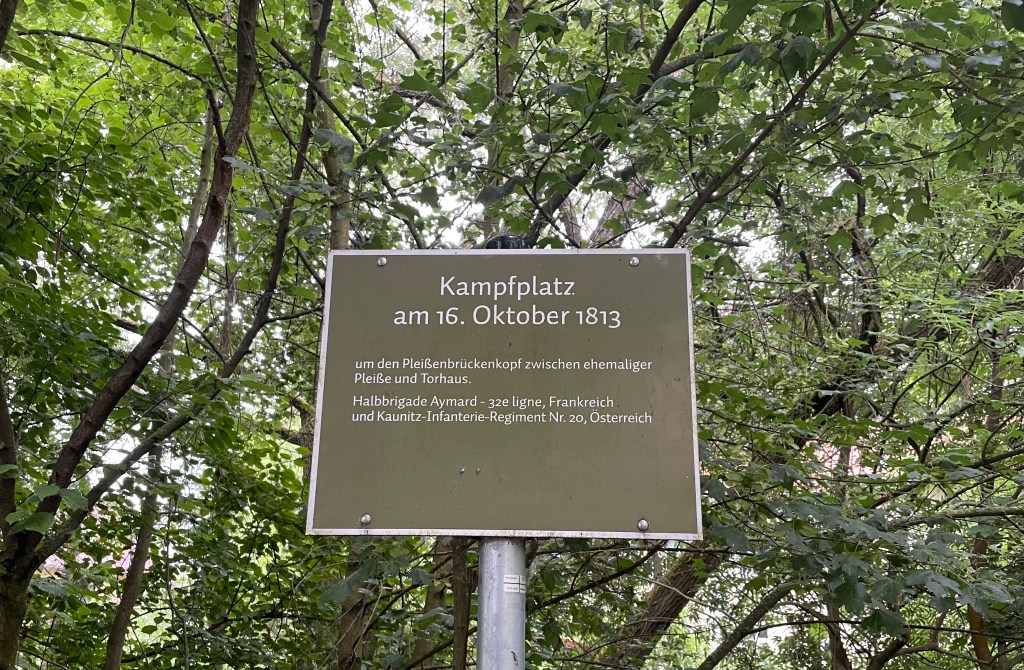 Kampfplatz
am 16. Oktober 1813
um den Pleißenbrückenkopf zwischen ehemaliger
Pleiße und Torhaus.
Halbbrigade Aymard - 32e ligne, Frankreich
und Kaunitz-Infanterie-Regiment Nr. 20, Österreich